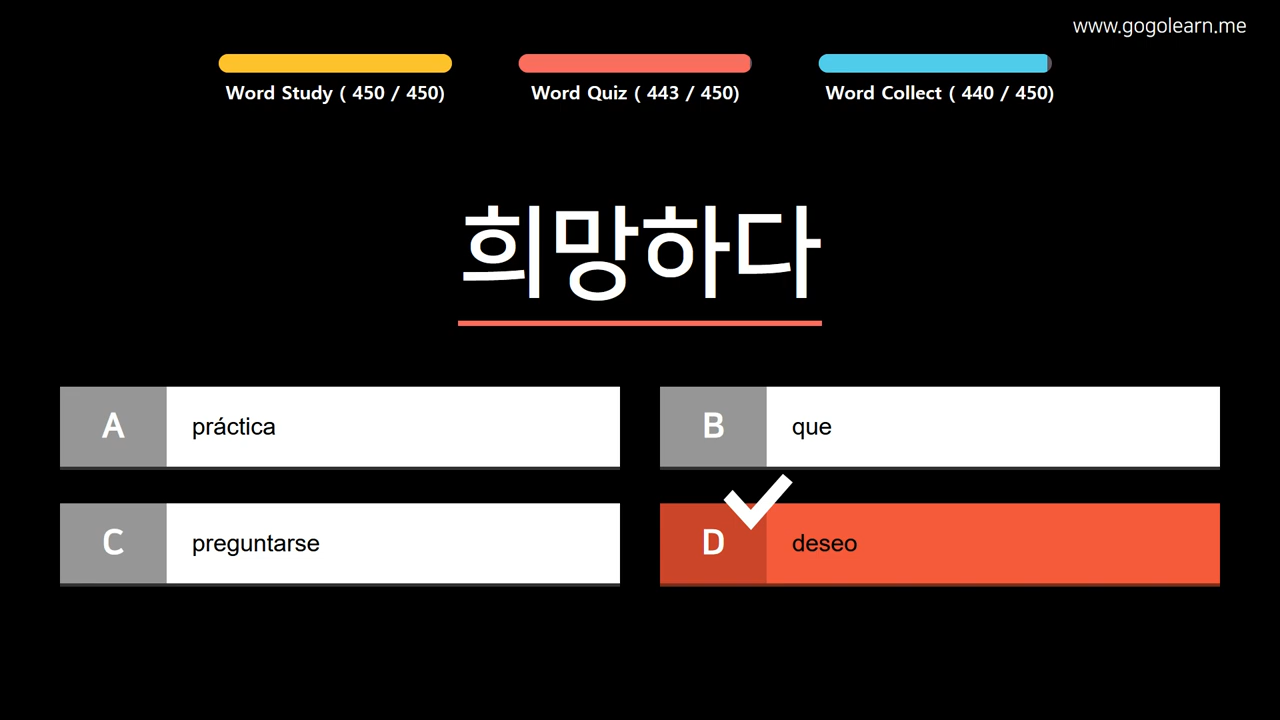 www.gogolearn.me
Word Study ( 450 / 450)
Word Quiz ( 443 / 450)
Word Collect ( 440 / 450)
희망하다
A práctica
B que
C preguntarse
D deseo